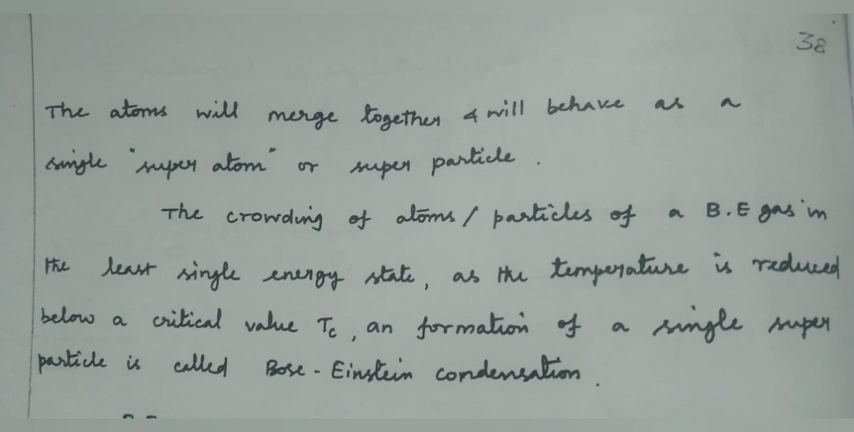 38
The atoms will merge together & will behave as a
single "super atom" or super particle .
The crowding of atoms / particles of a B.E gas in
the least single energy state, as the temperature is reduced
below a critical value Tc, an formation of a single super
particle is called Bose - Einstein condensation .